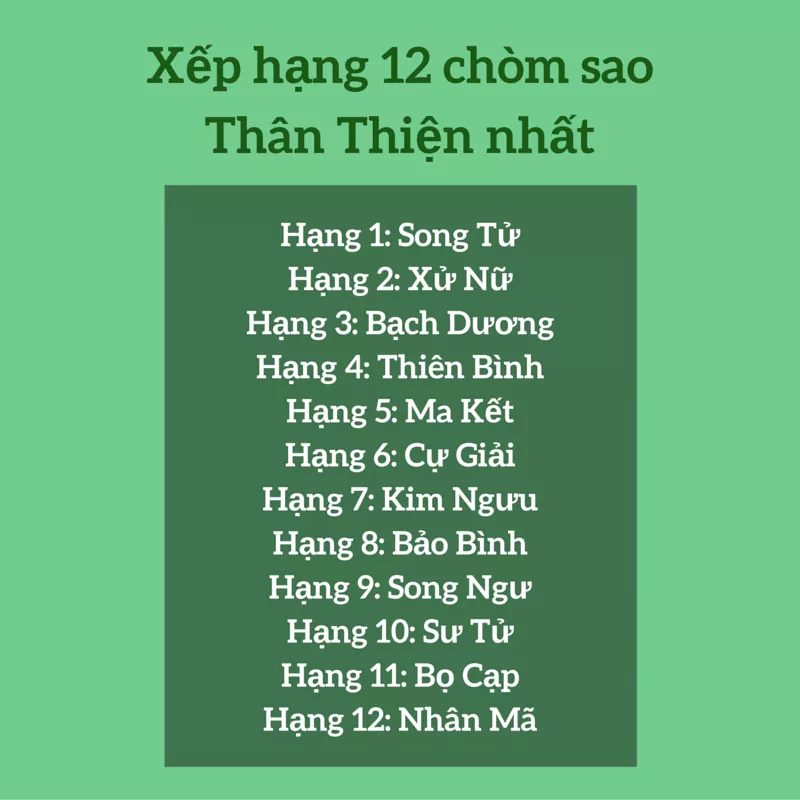 Xếp hạng 12 chòm sao
Thân Thiện nhất
Hạng 1: Song Tử
Hạng 2: Xử Nữ
Hạng 3: Bạch Dương
Hạng 4: Thiên Bình
Hạng 5: Ma Kết
Hạng 6: Cự Giải
Hạng 7: Kim Ngưu
Hạng 8: Bảo Bình
Hạng 9: Song Ngư
Hạng 10: Sư Tử
Hạng 11: Bọ Cạp
Hạng 12: Nhân Mã